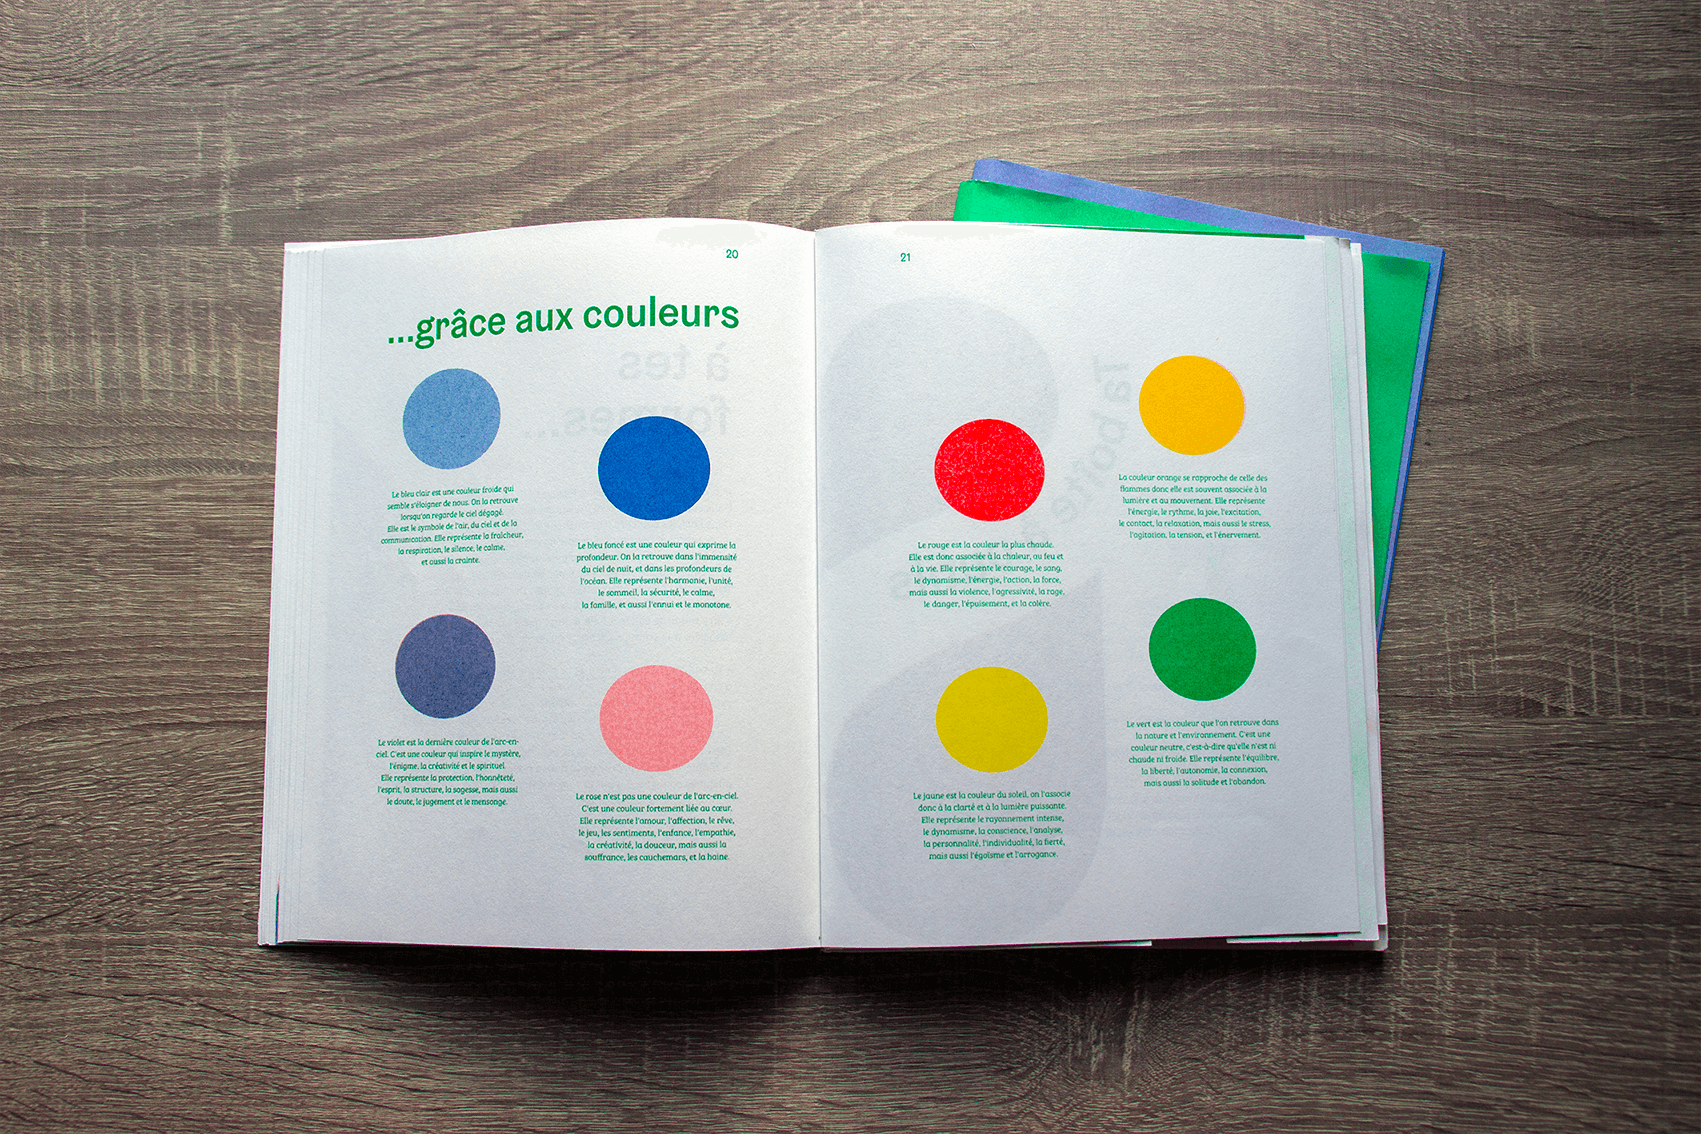 20
...grâce aux couleurs
Le bleu clair est une couleur froide qui
semble s'éloigner de nous. On la retrouve
lorsqu'on regarde le ciel dégagé.
Elle est le symbole de l'air, du ciel et de la
communication. Elle représente la fraîcheur,
la respiration, le silence, le calme,
et aussi la crainte.
Le bleu foncé est une couleur qui exprime la
profondeur. On la retrouve dans l'immensité
du ciel de nuit, et dans les profondeurs de
l'océan. Elle représente l'harmonie, l'unité,
le sommeil, la sécurité, le calme,
la famille, et aussi l'ennui et le monotone.
Le violet est la dernière couleur de l'arc-en-
ciel. C'est une couleur qui inspire le mystère,
l'énigme, la créativité et le spirituel.
Elle représente la protection, l'honnêteté,
l'esprit, la structure, la sagesse, mais aussi
le doute, le jugement et le mensonge.
Le rose n'est pas une couleur de l'arc-en-ciel.
C'est une couleur fortement liée au cœur.
Elle représente l'amour, l'affection, le rêve,
le jeu, les sentiments, l'enfance, l'empathie,
la créativité, la douceur, mais aussi la
souffrance, les cauchemars, et la haine.
21
Le rouge est la couleur la plus chaude.
Elle est donc associée à la chaleur, au feu et
à la vie. Elle représente le courage, le sang,
le dynamisme, l'énergie, l'action, la force,
mais aussi la violence, l'agressivité, la rage,
le danger, l'épuisement, et la colère.
La couleur orange se rapproche de celle des
flammes donc elle est souvent associée à la
lumière et au mouvement. Elle représente
l'énergie, le rythme, la joie, l'excitation,
le contact, la relaxation, mais aussi le stress,
l'agitation, la tension, et l'énervement.
Le jaune est la couleur du soleil, on l'associe
donc à la clarté et à la lumière puissante.
Elle représente le rayonnement intense,
le dynamisme, la conscience, l'analyse,
la personnalité, l'individualité, la fierté,
mais aussi l'égoïsme et l'arrogance.
Le vert est la couleur que l'on retrouve dans
la nature et l'environnement. C'est une
couleur neutre, c'est-à-dire qu'elle n'est ni
chaude ni froide. Elle représente l'équilibre,
la liberté, l'autonomie, la connexion,
mais aussi la solitude et l'abandon.
à tes
formes...
Ta boîte